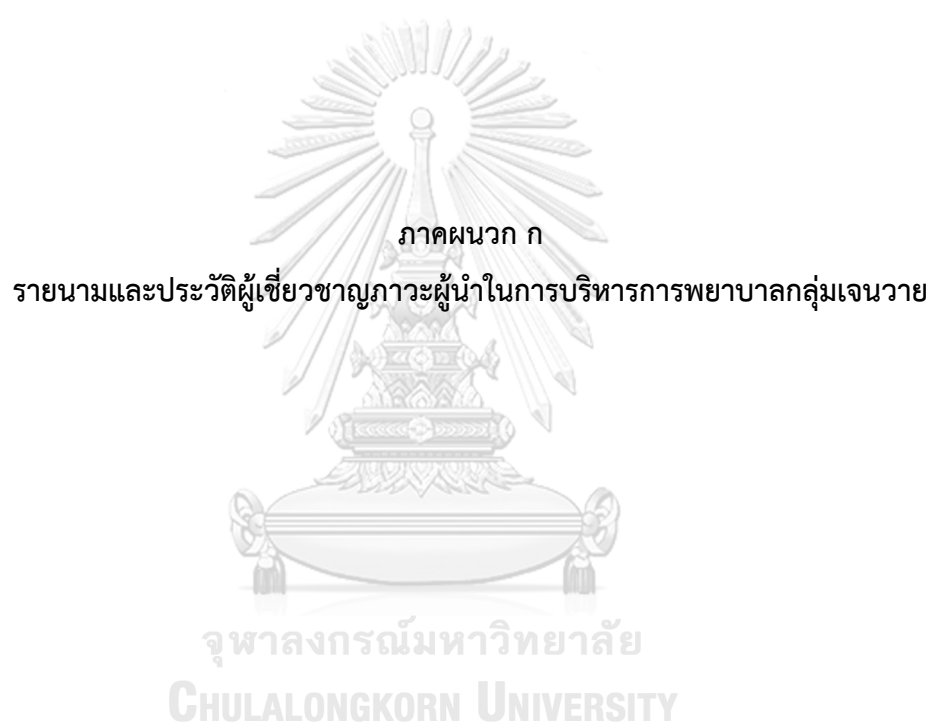 ภาคผนวก ก
รายนามและประวัติผู้เชี่ยวชาญภาวะผู้นำในการบริหารการพยาบาลกลุ่มเจนวาย
จุฬาลงกรณ์มหาวิทยาลัย
CHULALONGKORN UNIVERSITY